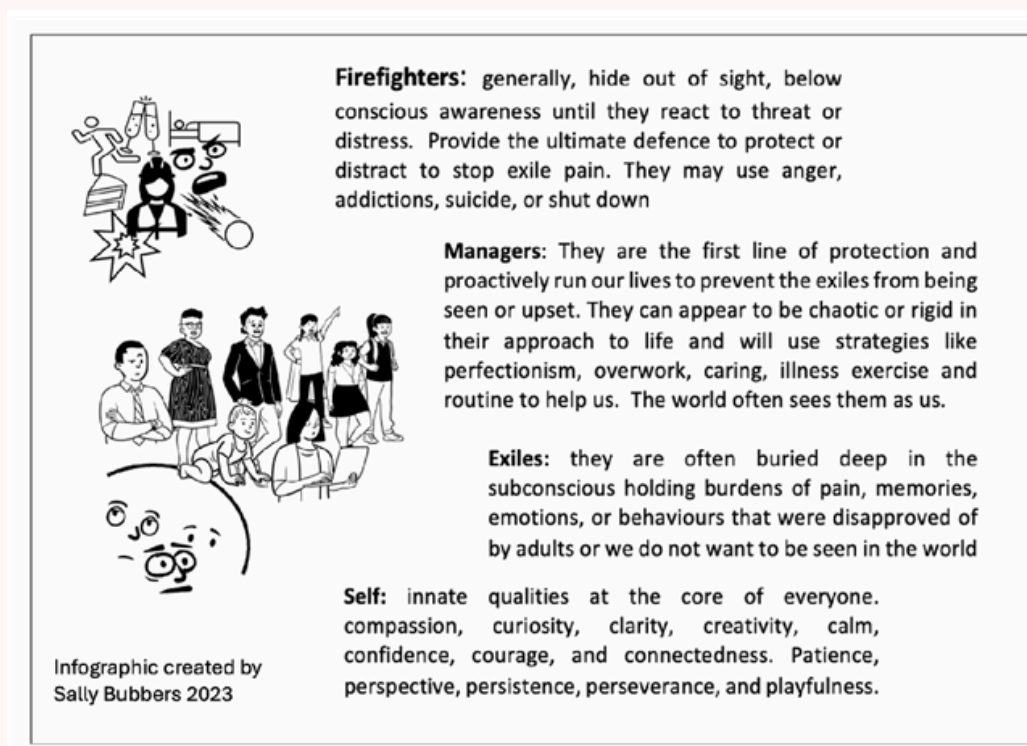 Firefighters: generally, hide out of sight, below
conscious awareness until they react to threat or
distress. Provide the ultimate defence to protect or
distract to stop exile pain. They may use anger,
addictions, suicide, or shut down
Managers: They are the first line of protection and
proactively run our lives to prevent the exiles from being
seen or upset. They can appear to be chaotic or rigid in
their approach to life and will use strategies like
perfectionism, overwork, caring, illness exercise and
routine to help us. The world often sees them as us.
Exiles: they are often buried deep in the
subconscious holding burdens of pain, memories,
emotions, or behaviours that were disapproved of
by adults or we do not want to be seen in the world
Self: innate qualities at the core of everyone.
compassion, curiosity, clarity, creativity, calm,
confidence, courage, and connectedness. Patience,
perspective, persistence, perseverance, and playfulness.
Infographic created by
Sally Bubbers 2023